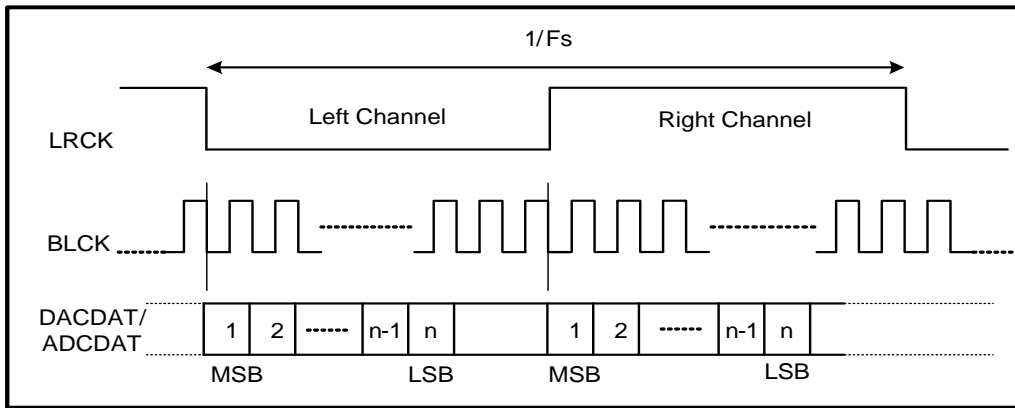 1/Fs
Left Channel
Right Channel
LRCK
BLCK
DACDAT/
ADCDAT
1 2 n-1 n 1 2 n-1 n
MSB LSB MSB LSB